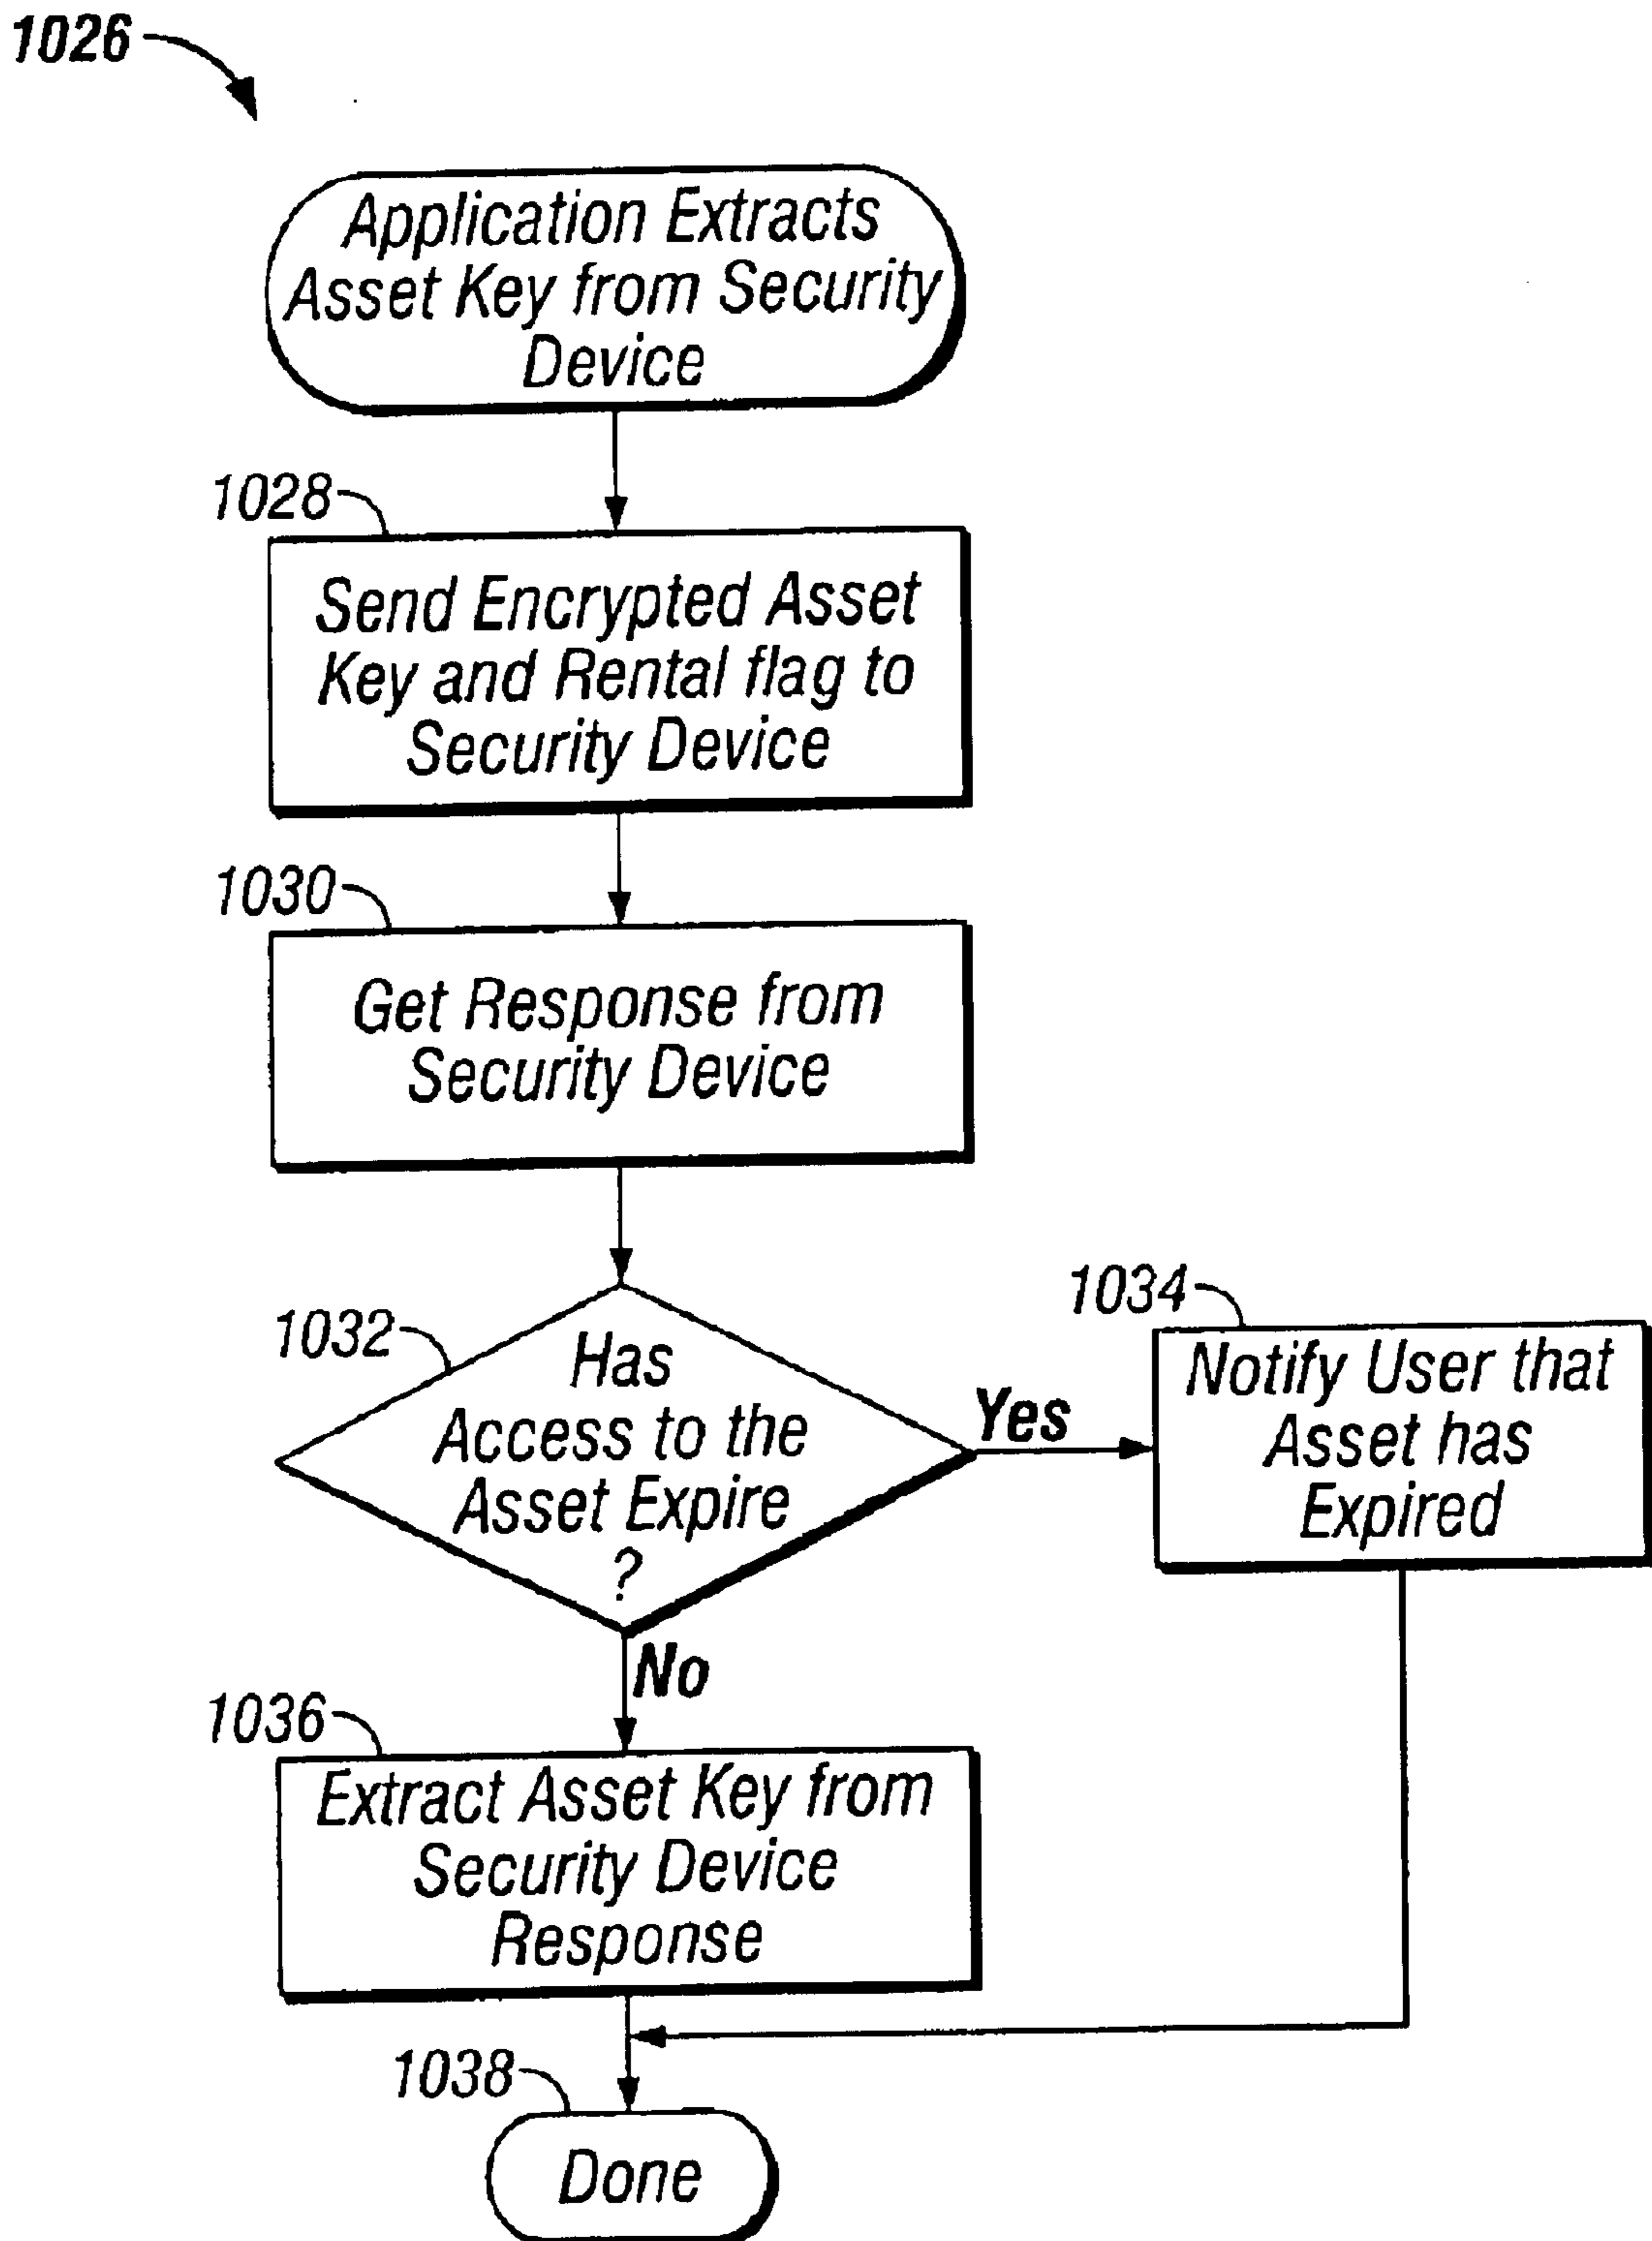 1026
Application Extracts
Asset Key from Security
Device
1028
Send Encrypted Asset
Key and Rental flag to
Security Device
1030
Get Response from
Security Device
1032
Has
Access to the
Asset Expire
?
Yes
1034
Notify User that
Asset has
Expired
No
1036
Extract Asset Key from
Security Device
Response
1038
Done